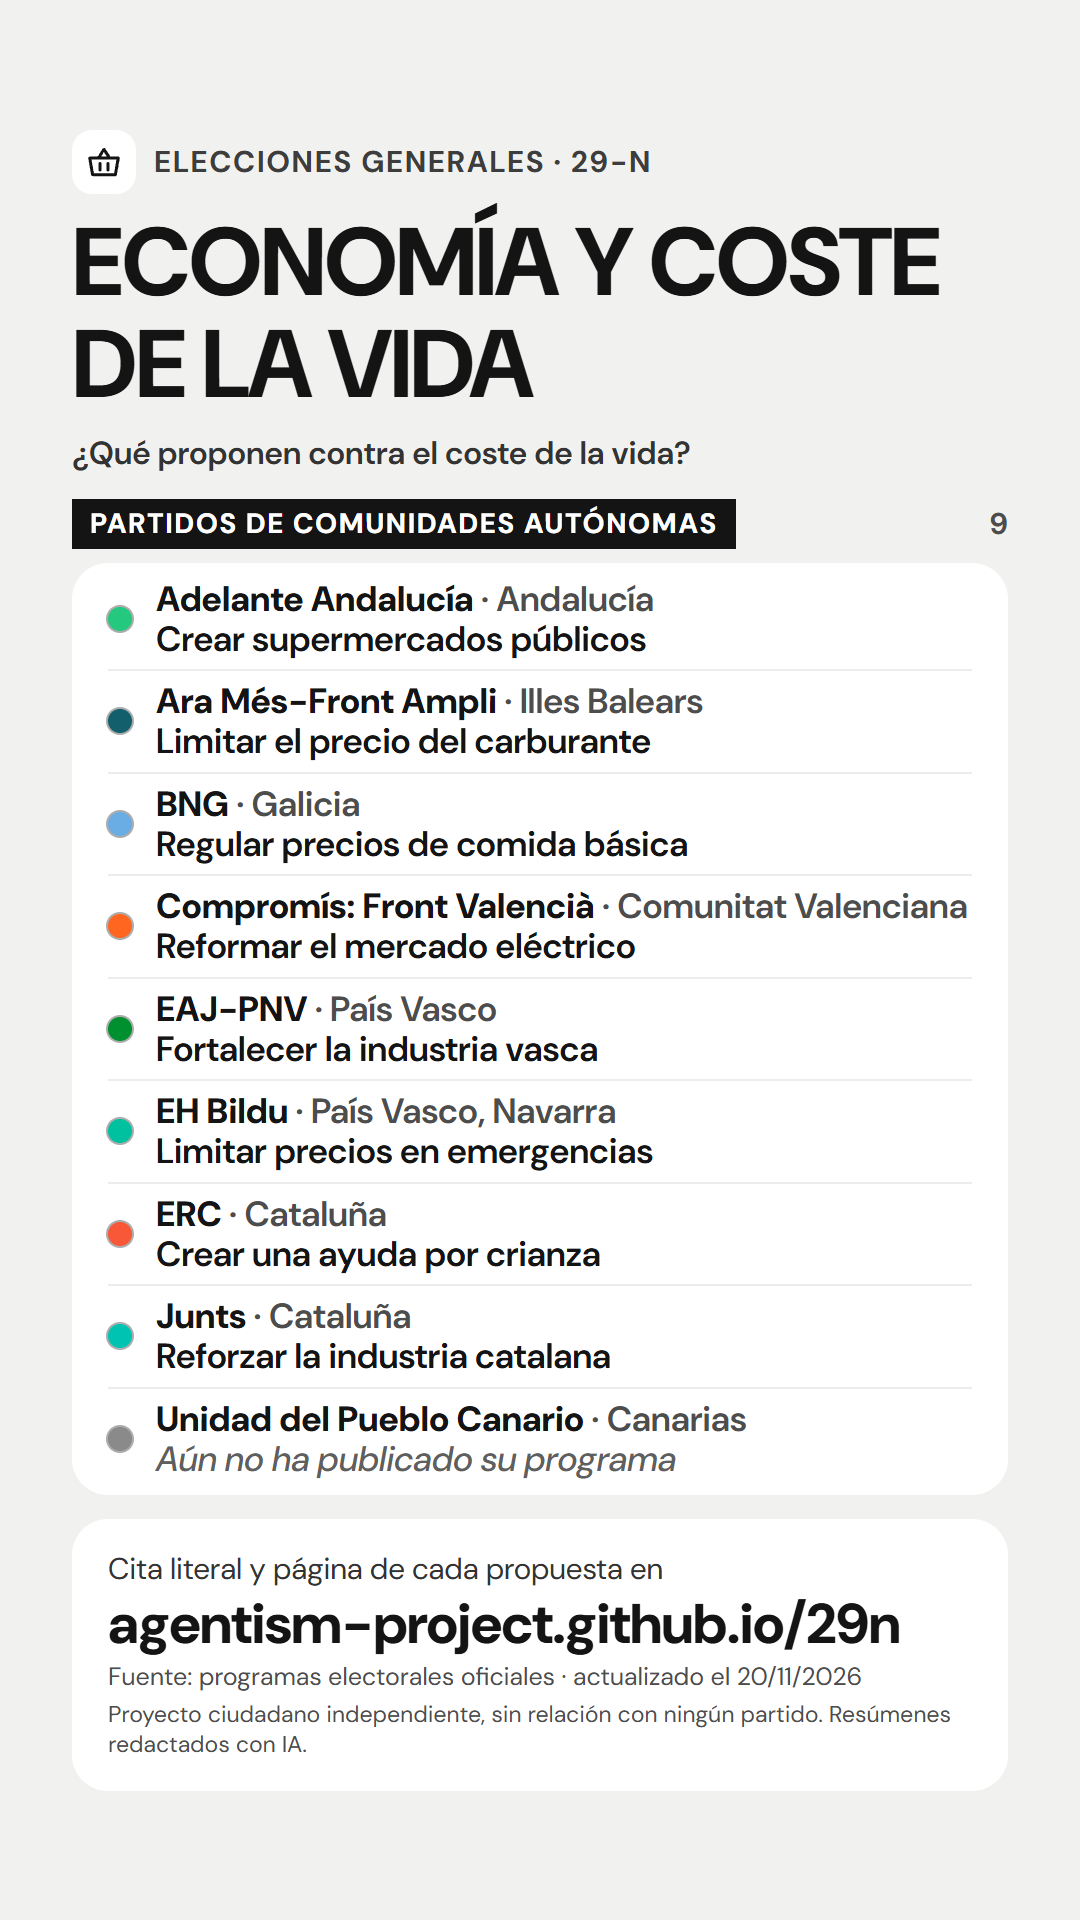 ELECCIONES GENERALES · 29-N
ECONOMÍA Y COSTE
DE LA VIDA
¿Qué proponen contra el coste de la vida?
PARTIDOS DE COMUNIDADES AUTÓNOMAS 9
Adelante Andalucía · Andalucía
Crear supermercados públicos
Ara Més-Front Ampli · Illes Balears
Limitar el precio del carburante
BNG · Galicia
Regular precios de comida básica
Compromís: Front Valencià · Comunitat Valenciana
Reformar el mercado eléctrico
EAJ-PNV · País Vasco
Fortalecer la industria vasca
EH Bildu · País Vasco, Navarra
Limitar precios en emergencias
ERC · Cataluña
Crear una ayuda por crianza
Junts · Cataluña
Reforzar la industria catalana
Unidad del Pueblo Canario · Canarias
Aún no ha publicado su programa
Cita literal y página de cada propuesta en
agentism-project.github.io/29n
Fuente: programas electorales oficiales · actualizado el 20/11/2026
Proyecto ciudadano independiente, sin relación con ningún partido. Resúmenes
redactados con IA.